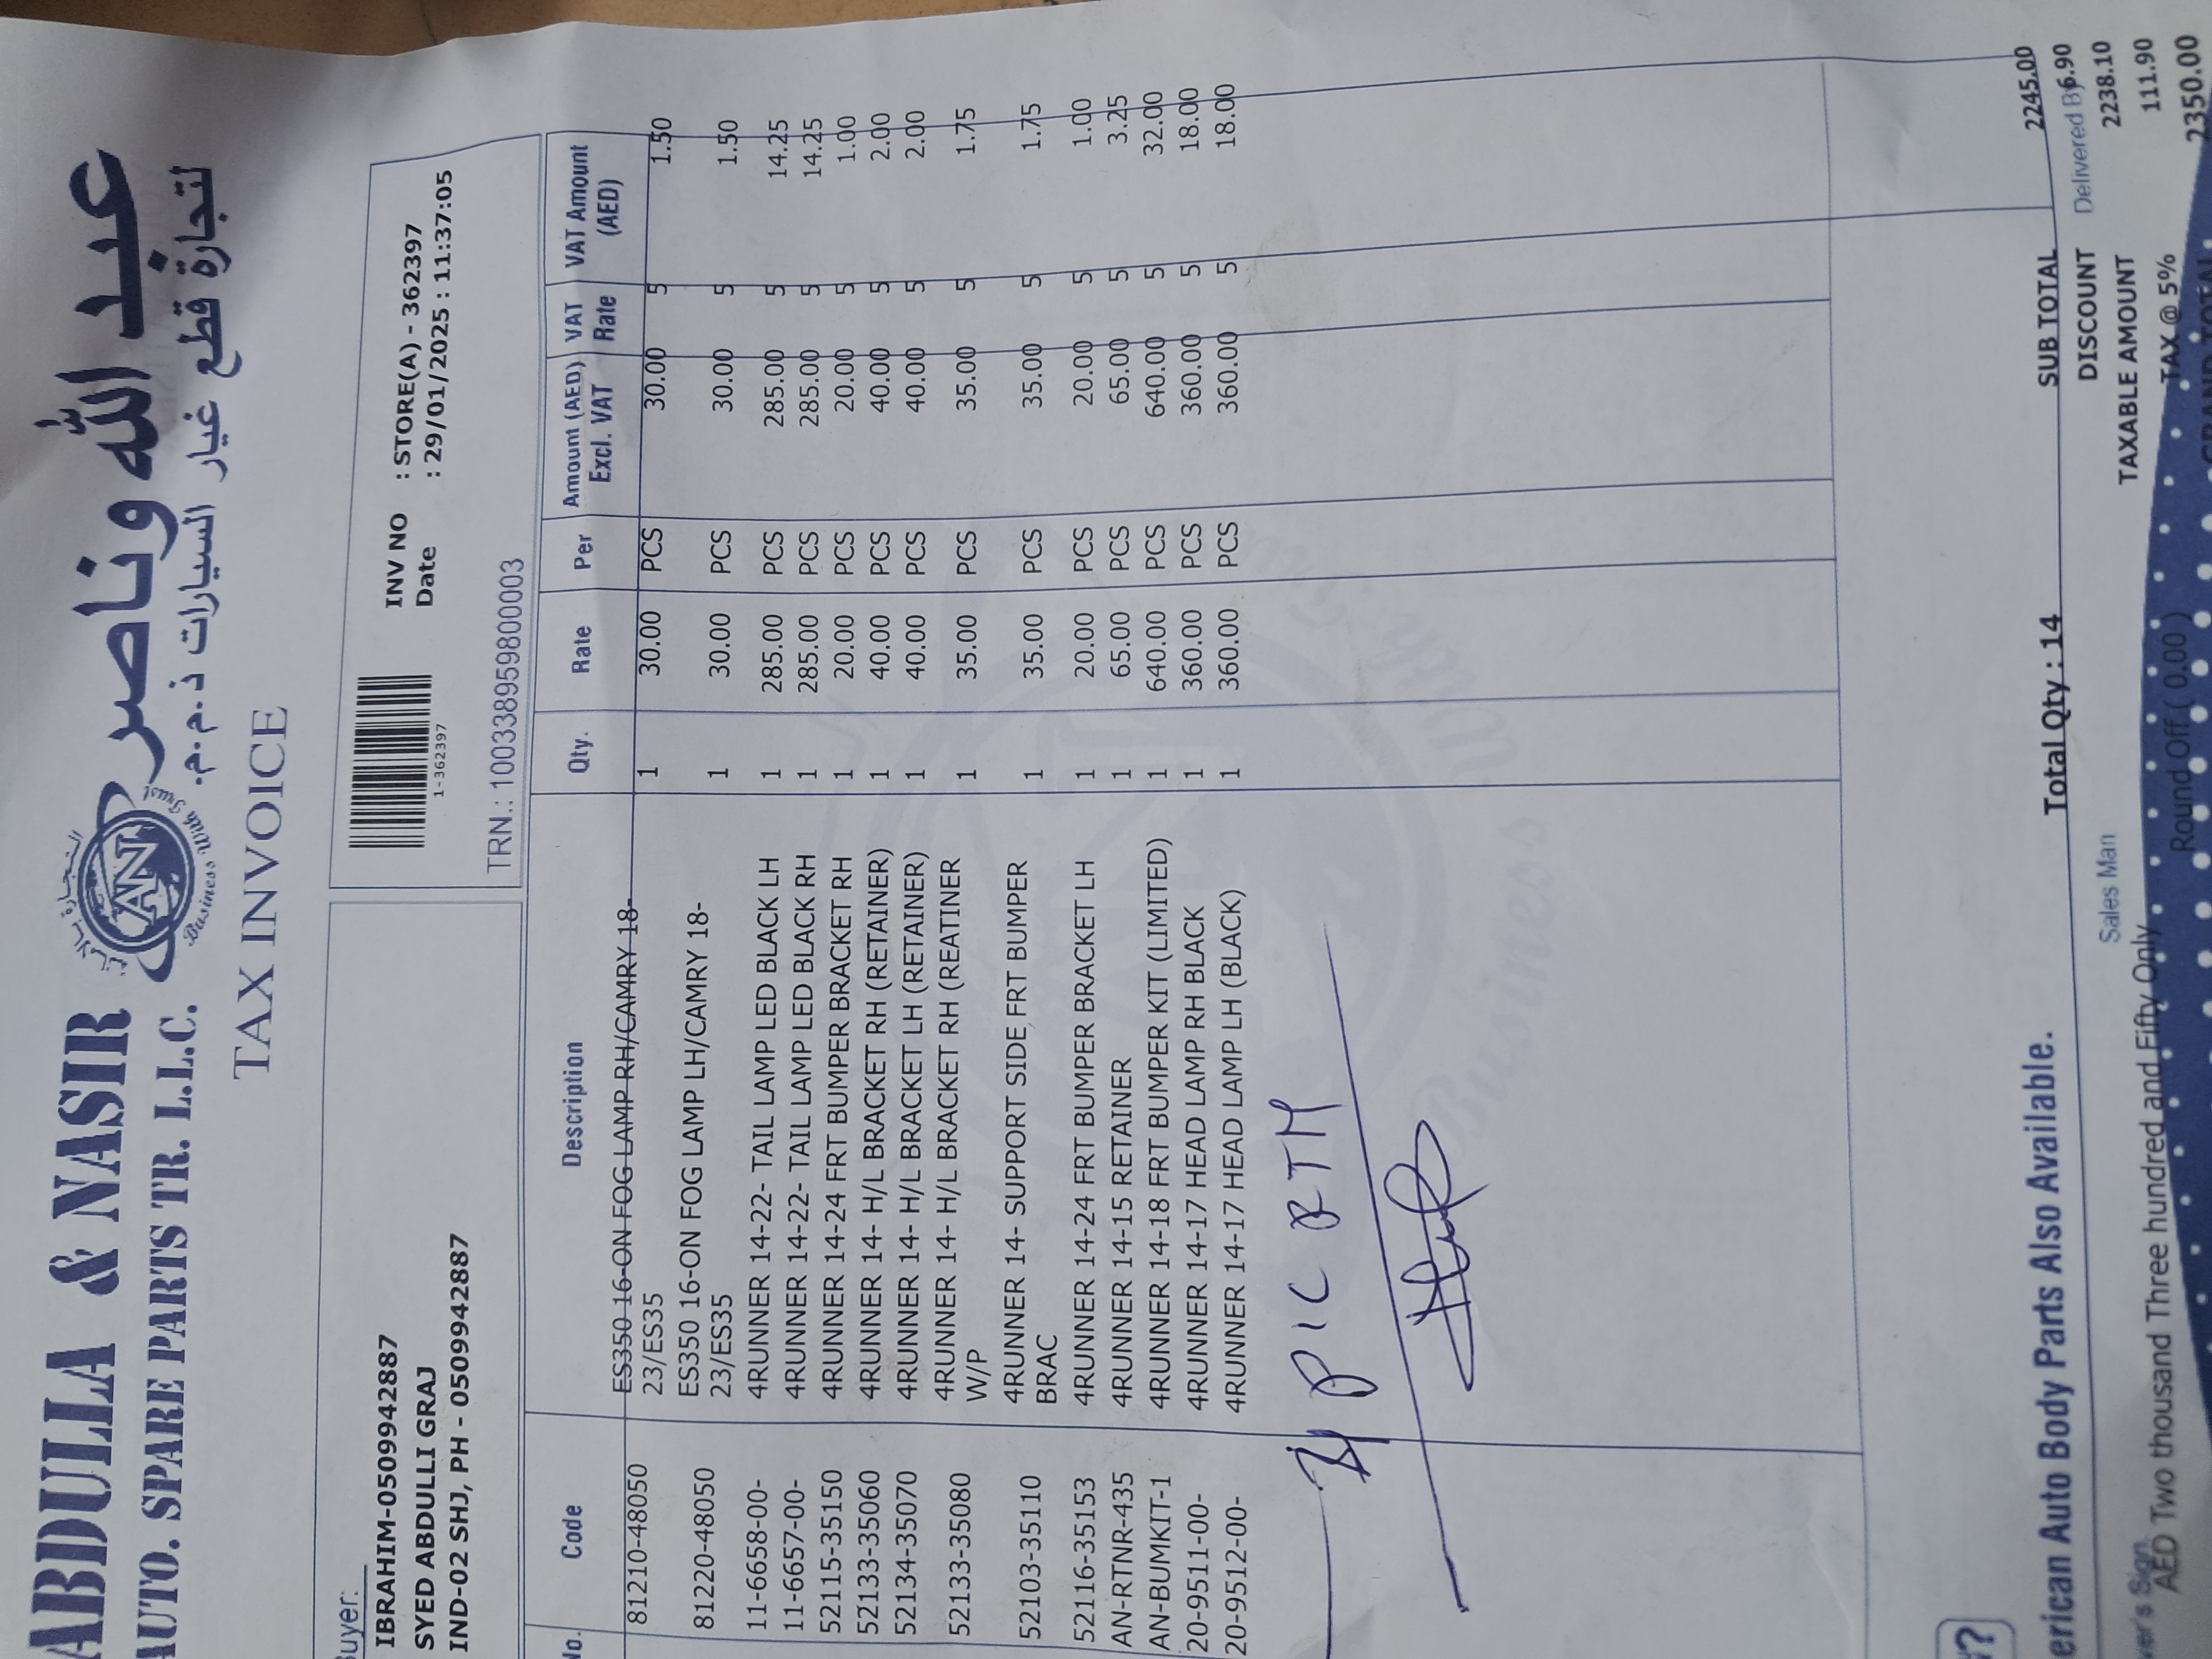 ABDULLA & NASIR
عبد الله وناصر
AUTO. SPARE PARTS TR. L.L.C.
لتجارة قطع غيار السيارات ذ.م.م.
AN
Business With Trust
TAX INVOICE
Buyer:
IBRAHIM-0509942887
SYED ABDULLI GRAJ
IND-02 SHJ, PH - 0509942887
1-362397
INV NO : STORE(A) - 362397
Date : 29/01/2025 : 11:37:05
TRN.: 100338959800003
No. Code Description Qty. Rate Per Amount (AED) Excl. VAT VAT Rate VAT Amount (AED)
81210-48050 ES350 16-ON FOG LAMP RH/CAMRY 18- 1 30.00 PCS 30.00 5 1.50
23/ES35
81220-48050 ES350 16-ON FOG LAMP LH/CAMRY 18- 1 30.00 PCS 30.00 5 1.50
23/ES35
11-6658-00- 4RUNNER 14-22- TAIL LAMP LED BLACK LH 1 285.00 PCS 285.00 5 14.25
11-6657-00- 4RUNNER 14-22- TAIL LAMP LED BLACK RH 1 285.00 PCS 285.00 5 14.25
52115-35150 4RUNNER 14-24 FRT BUMPER BRACKET RH 1 20.00 PCS 20.00 5 1.00
52133-35060 4RUNNER 14- H/L BRACKET RH (RETAINER) 1 40.00 PCS 40.00 5 2.00
52134-35070 4RUNNER 14- H/L BRACKET LH (RETAINER) 1 40.00 PCS 40.00 5 2.00
52133-35080 4RUNNER 14- H/L BRACKET RH (REATINER 1 35.00 PCS 35.00 5 1.75
W/P
52103-35110 4RUNNER 14- SUPPORT SIDE FRT BUMPER 1 35.00 PCS 35.00 5 1.75
BRAC
52116-35153 4RUNNER 14-24 FRT BUMPER BRACKET LH 1 20.00 PCS 20.00 5 1.00
AN-RTNR-435 4RUNNER 14-15 RETAINER 1 65.00 PCS 65.00 5 3.25
AN-BUMKIT-1 4RUNNER 14-18 FRT BUMPER KIT (LIMITED) 1 640.00 PCS 640.00 5 32.00
20-9511-00- 4RUNNER 14-17 HEAD LAMP RH BLACK 1 360.00 PCS 360.00 5 18.00
20-9512-00- 4RUNNER 14-17 HEAD LAMP LH (BLACK) 1 360.00 PCS 360.00 5 18.00
Business With
erican Auto Body Parts Also Available.
Total Qty : 14 SUB TOTAL 2245.00
Sales Man DISCOUNT Delivered By 6.90
TAXABLE AMOUNT 2238.10
ver's Sign
AED Two thousand Three hundred and Fifty Only TAX @ 5% 111.90
Round Off ( 0.00 ) GRAND TOTAL 2350.00